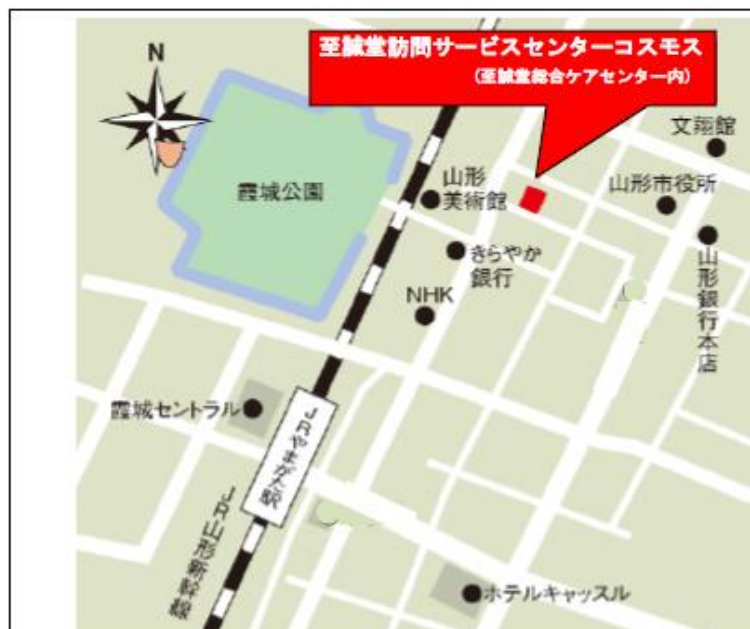 至誠堂訪問サービスセンターコスモス
(至誠堂総合ケアセンター内)
N
文翔館
霞城公園
山形
美術館
山形市役所
きらやか
銀行
山形銀行本店
NHK
霞城セントラル
JRやまがた駅
JR山形新幹線
ホテルキャッスル